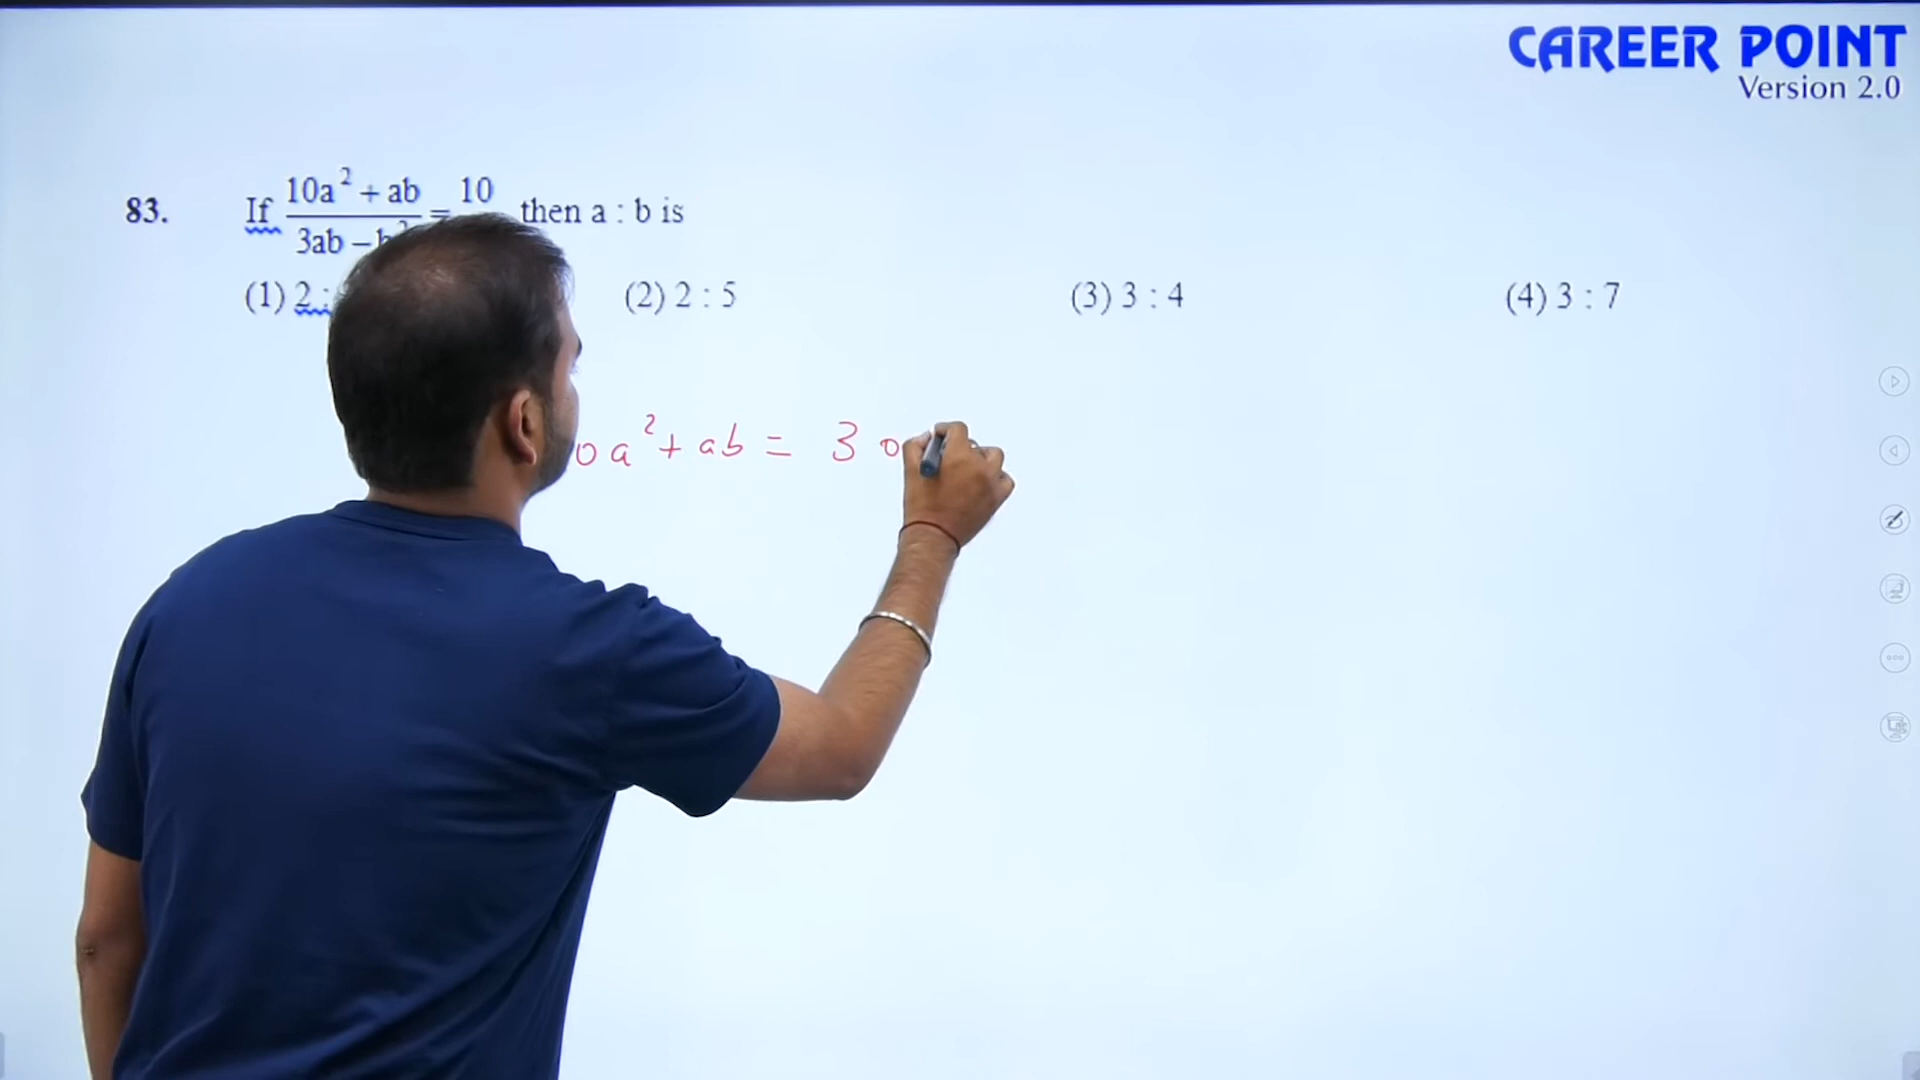 CAREER POINT
Version 2.0
83. If 10a² + ab / 3ab – = 10 then a : b is
(1) 2 : (2) 2 : 5 (3) 3 : 4 (4) 3 : 7
0a² + ab = 3